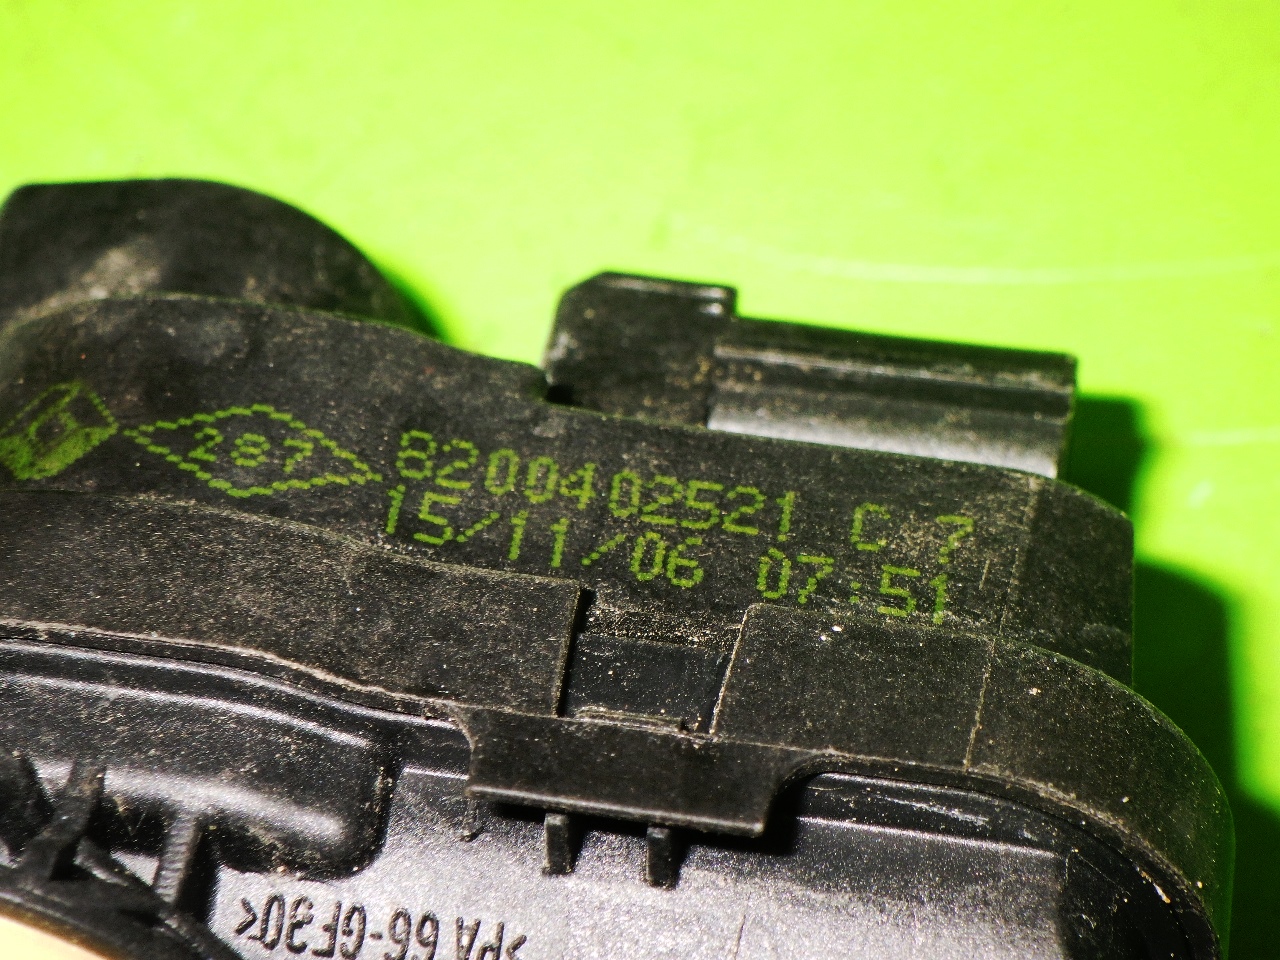 287
8200402521 C 7
15/11/06 07:51
>PA 66-GF30<